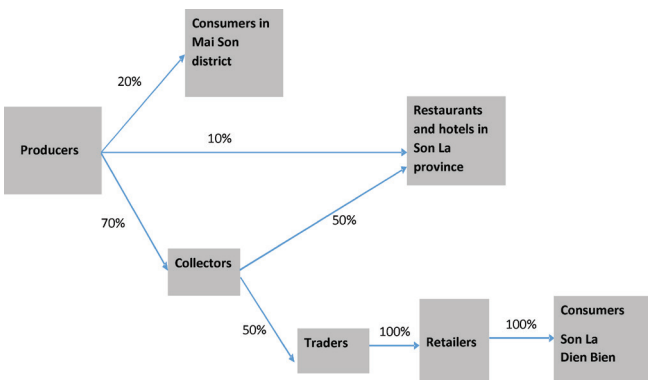 Consumers in
Mai Son
district
20%
Producers
10%
Restaurants
and hotels in
Son La
province
70%
50%
Collectors
50%
Traders
100%
Retailers
100%
Consumers
Son La
Dien Bien